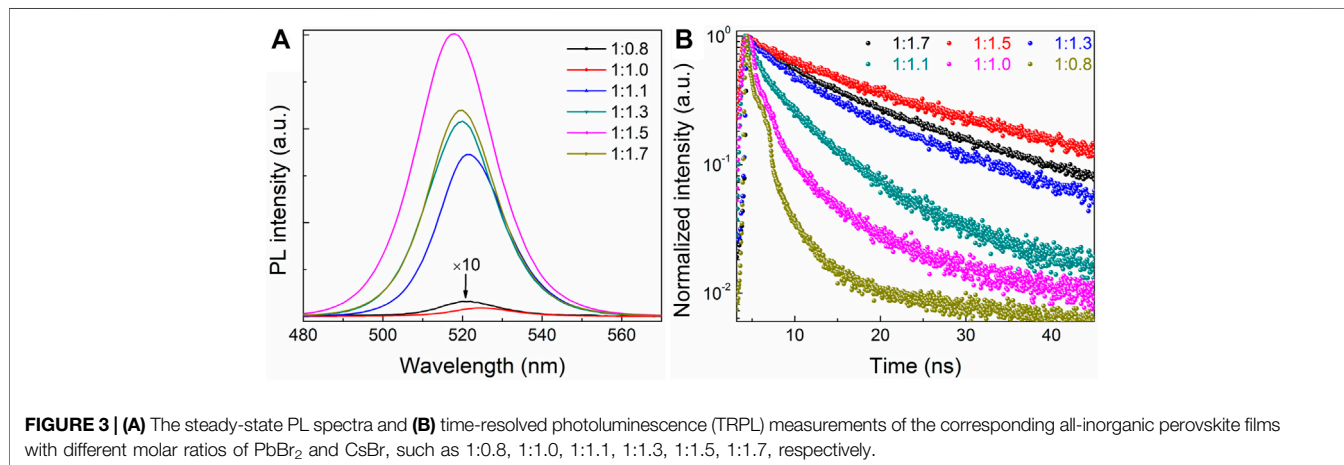 A
PL intensity (a.u.)
1:0.8
1:1.0
1:1.1
1:1.3
1:1.5
1:1.7
×10
480 500 520 540 560
Wavelength (nm)
B
Normalized intensity (a.u.)
10⁰
10⁻¹
10⁻²
1:1.7 1:1.5 1:1.3
1:1.1 1:1.0 1:0.8
10 20 30 40
Time (ns)
FIGURE 3 | (A) The steady-state PL spectra and (B) time-resolved photoluminescence (TRPL) measurements of the corresponding all-inorganic perovskite films
with different molar ratios of PbBr₂ and CsBr, such as 1:0.8, 1:1.0, 1:1.1, 1:1.3, 1:1.5, 1:1.7, respectively.